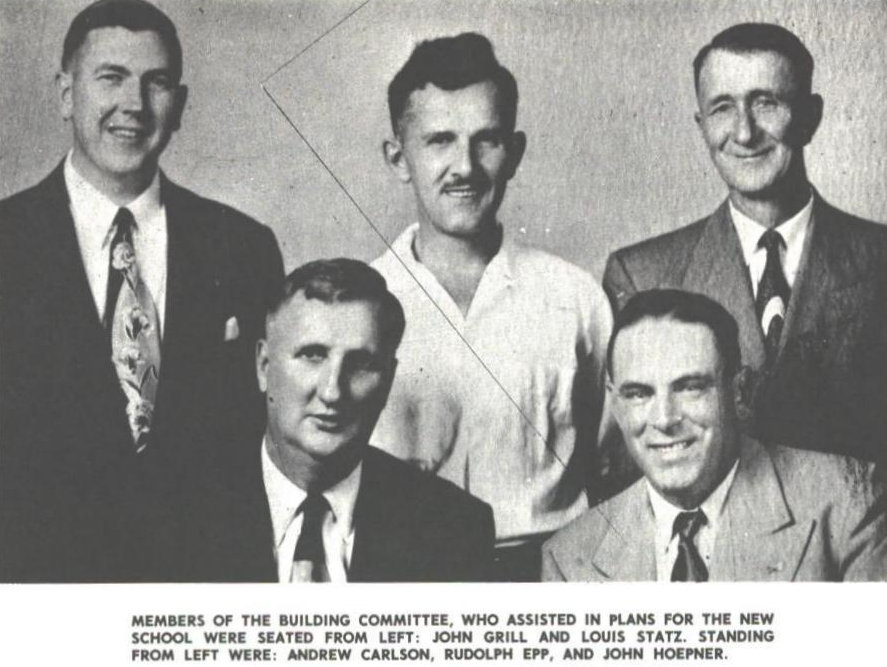 MEMBERS OF THE BUILDING COMMITTEE, WHO ASSISTED IN PLANS FOR THE NEW
SCHOOL WERE SEATED FROM LEFT: JOHN GRILL AND LOUIS STATZ. STANDING
FROM LEFT WERE: ANDREW CARLSON, RUDOLPH EPP, AND JOHN HOEPNER.